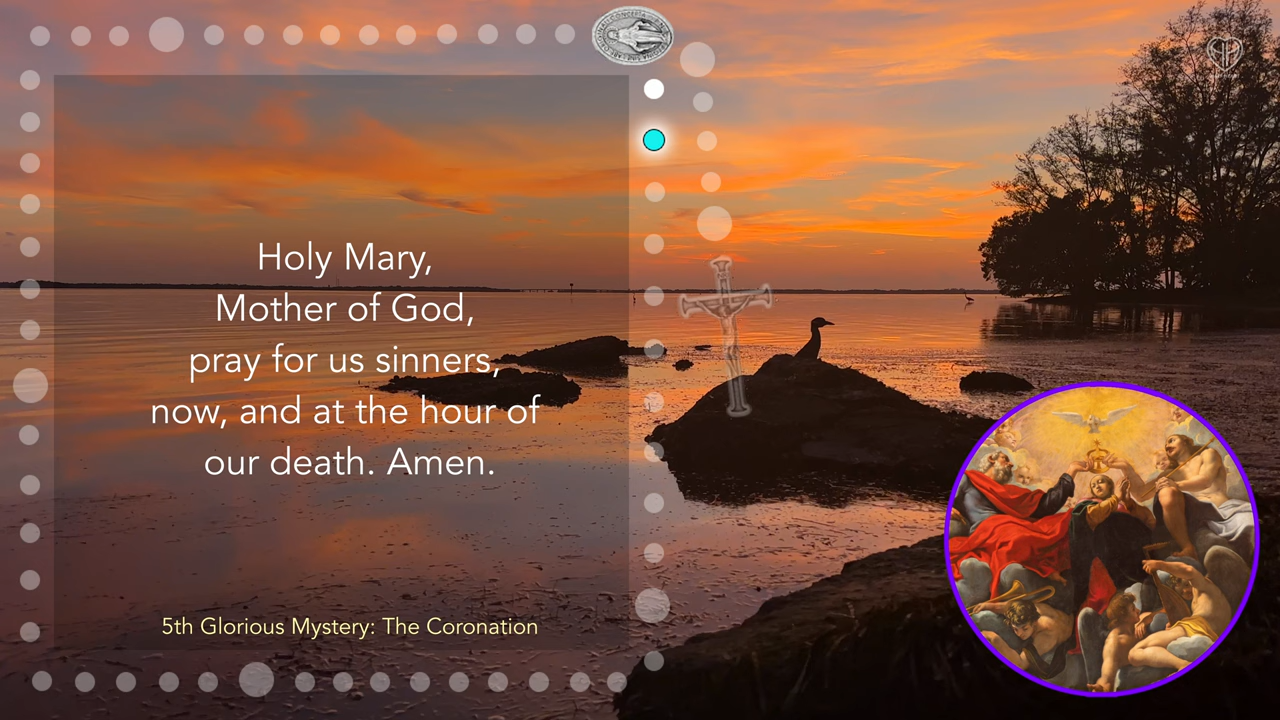 Holy Mary,
Mother of God,
pray for us sinners,
now, and at the hour of
our death. Amen.
5th Glorious Mystery: The Coronation